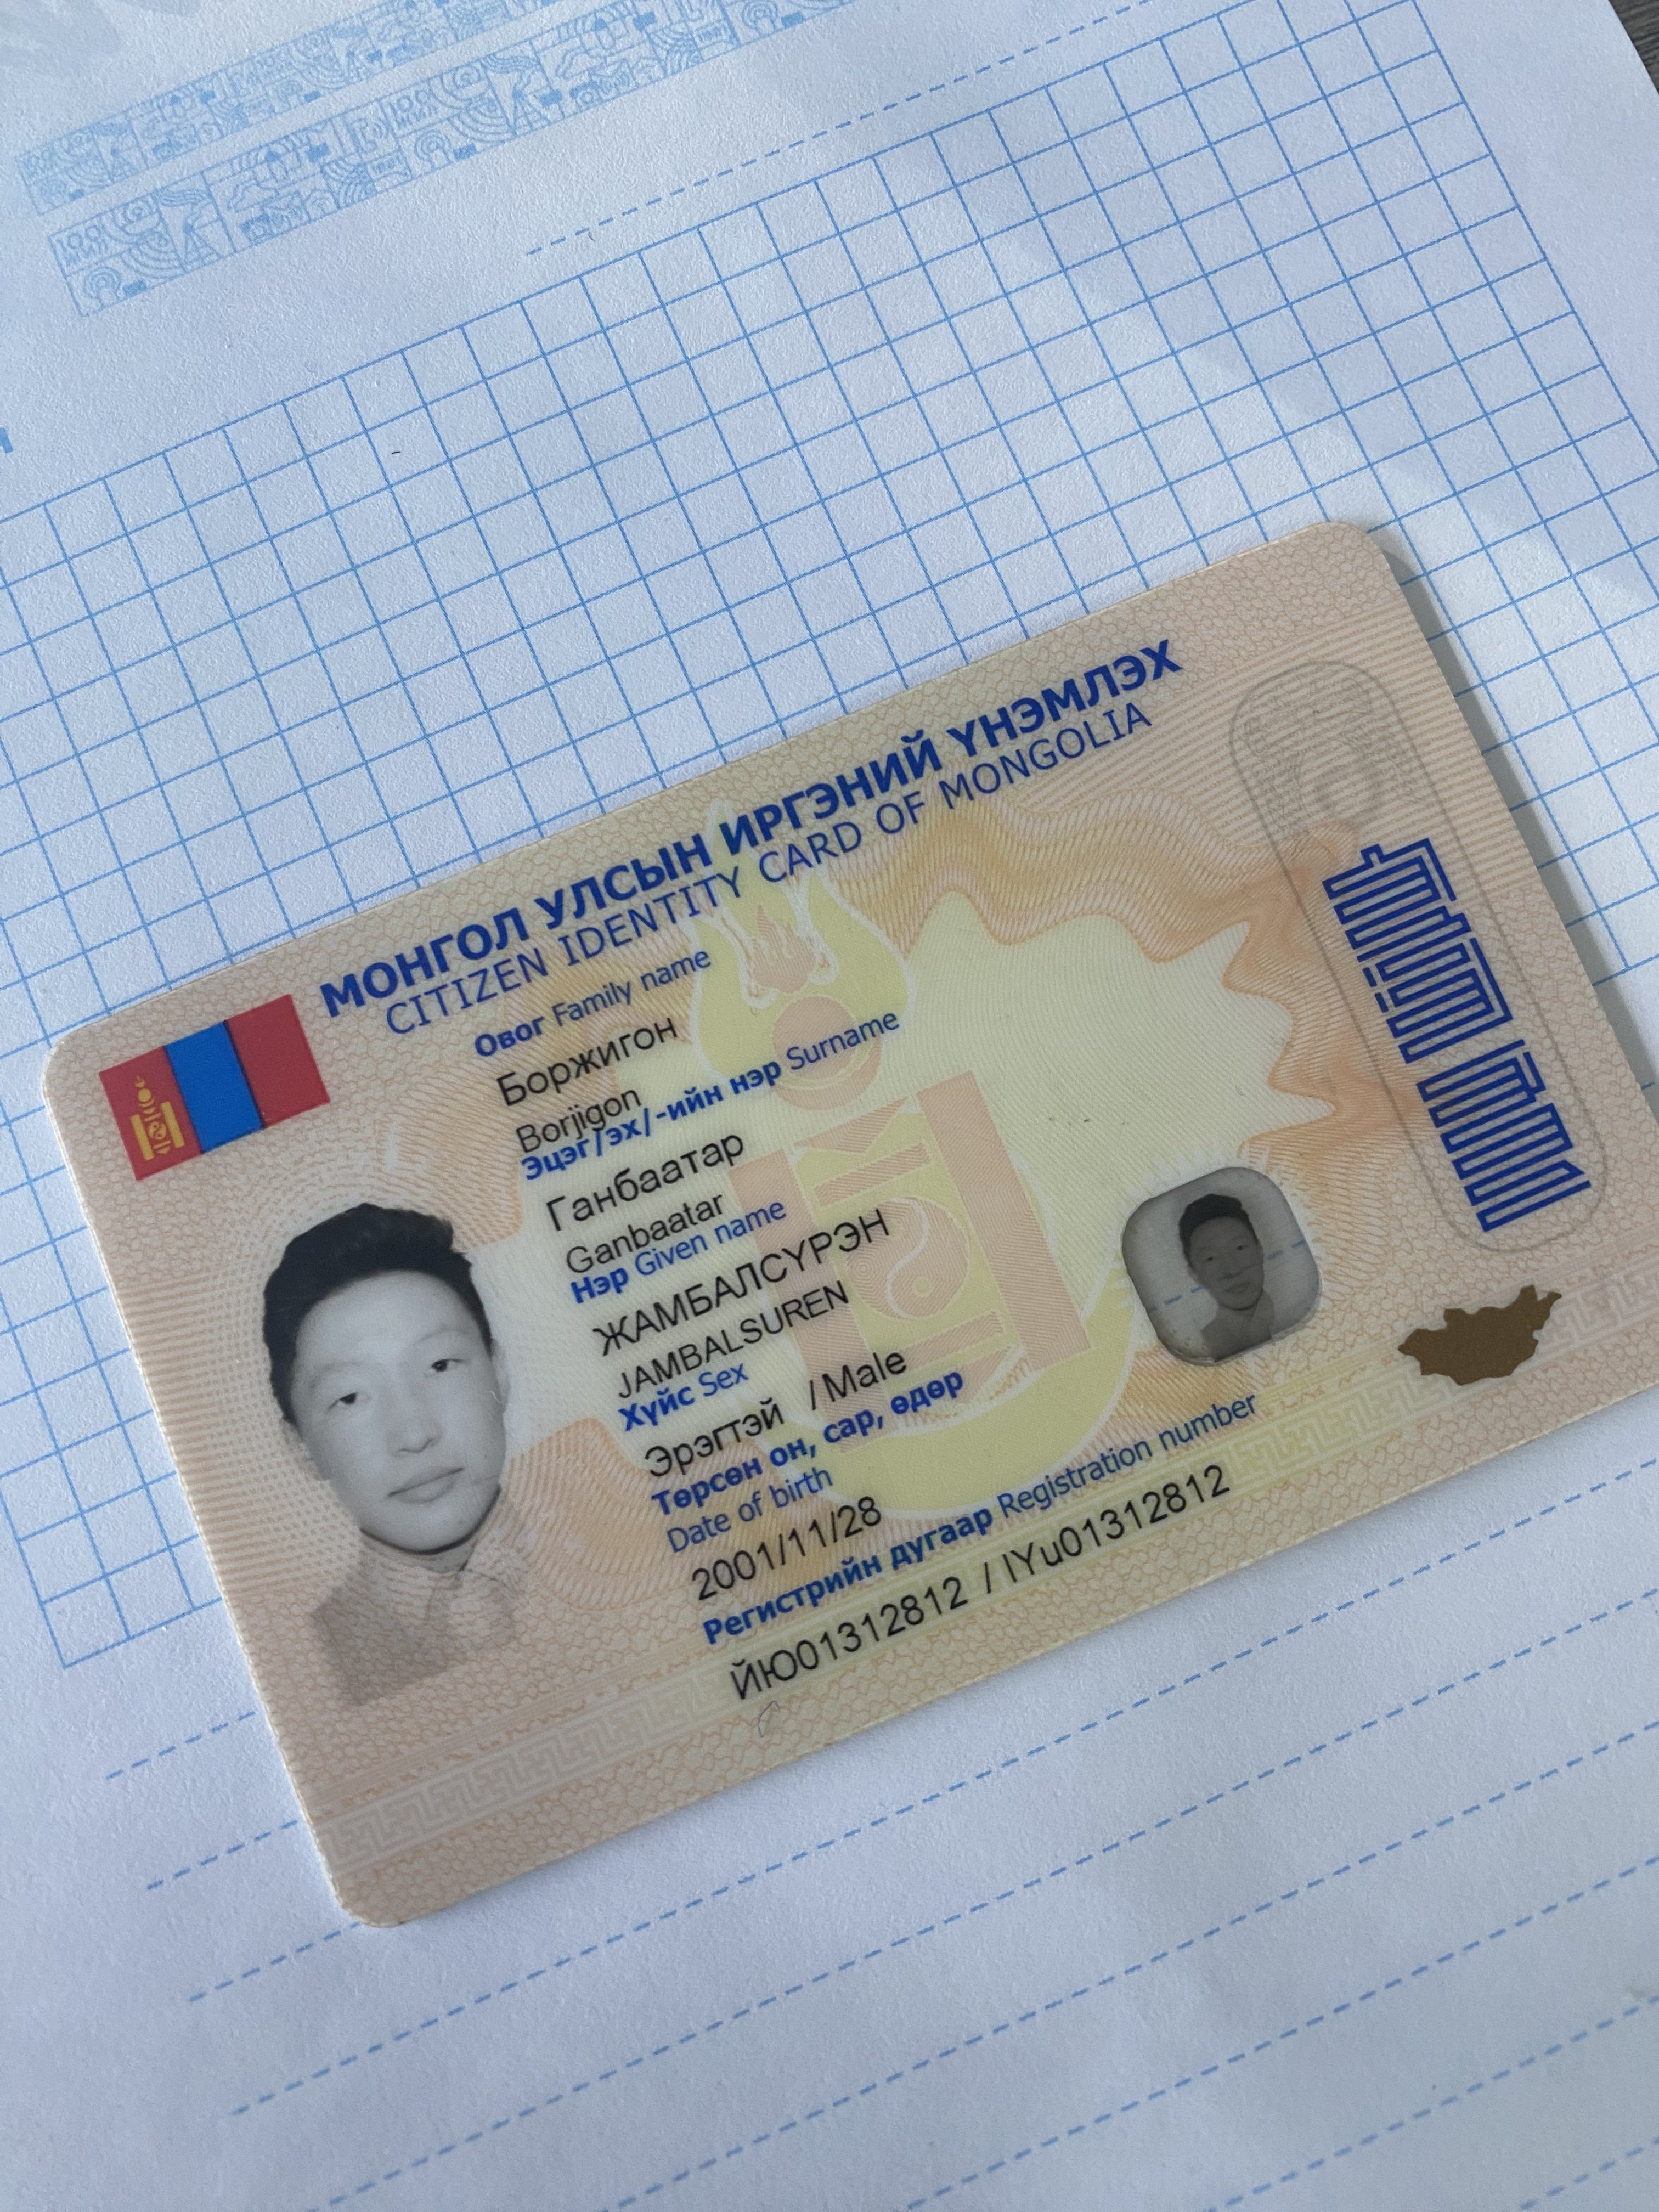 100 ЖИЛ
МОНГОЛ УЛСЫН ИРГЭНИЙ ҮНЭМЛЭХ
CITIZEN IDENTITY CARD OF MONGOLIA
Овог Family name
Боржигон
Borjigon
Эцэг/эх/-ийн нэр Surname
Ганбаатар
Ganbaatar
Нэр Given name
ЖАМБАЛСҮРЭН
JAMBALSUREN
Хүйс Sex
Эрэгтэй / Male
Төрсөн он, сар, өдөр
Date of birth
2001/11/28
Регистрийн дугаар Registration number
ЙЮ01312812 / IYu01312812